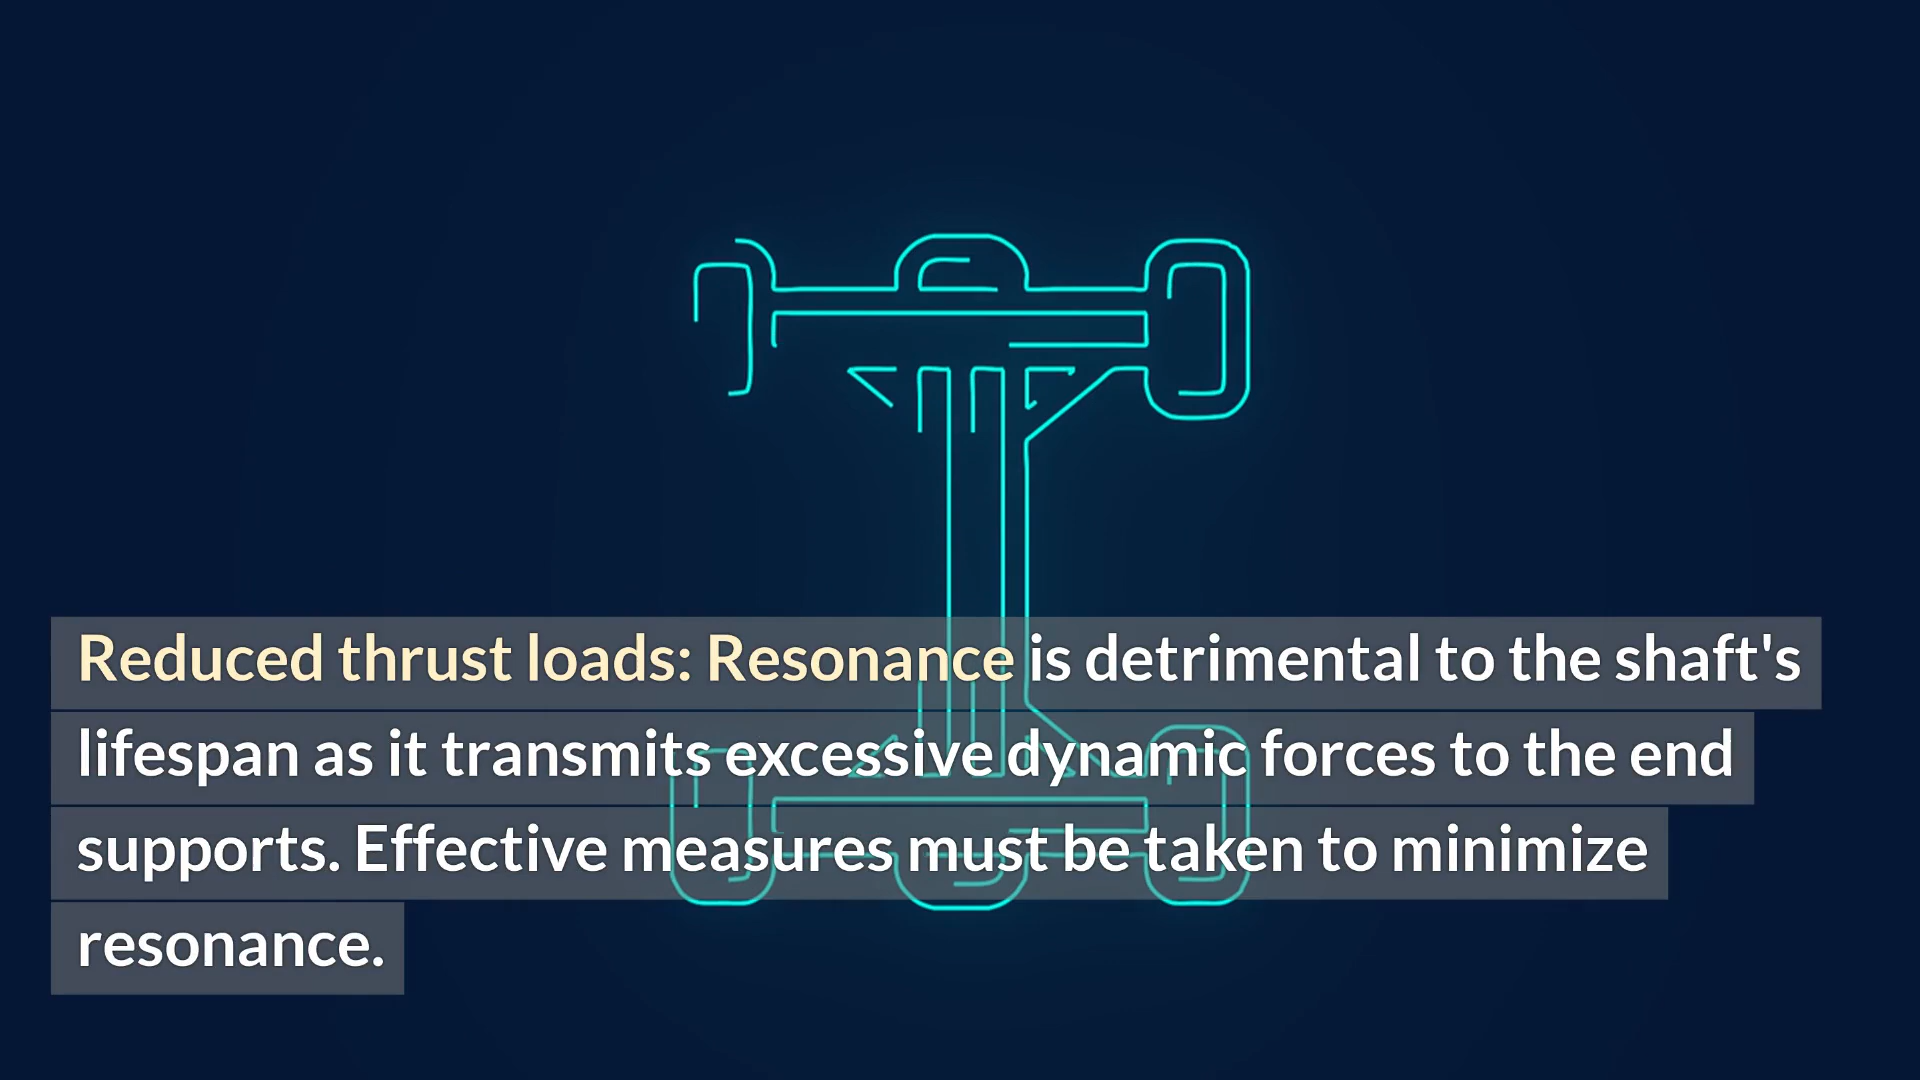 Reduced thrust loads: Resonance is detrimental to the shaft's
lifespan as it transmits excessive dynamic forces to the end
supports. Effective measures must be taken to minimize
resonance.